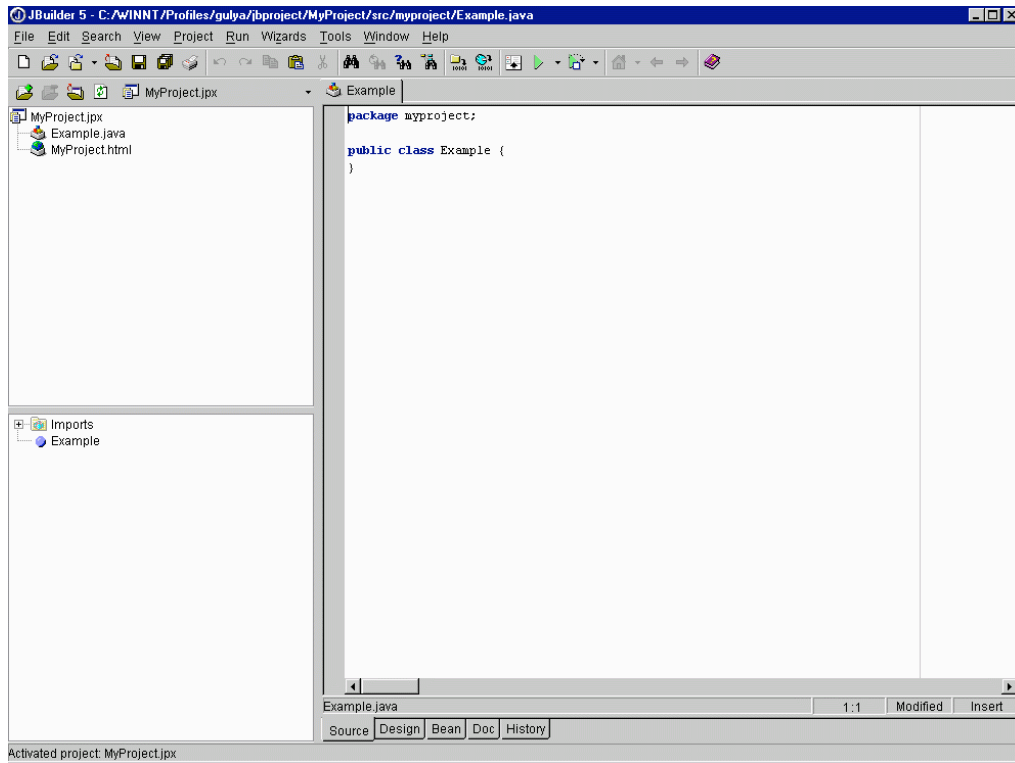 JBuilder 5 - C:/WINNT/Profiles/gulya/jbproject/MyProject/src/myproject/Example.java
File Edit Search View Project Run Wizards Tools Window Help
MyProject.jpx
Example
MyProject.jpx
Example.java
MyProject.html
package myproject;
public class Example {
}
Imports
Example
Example.java 1:1 Modified Insert
Source Design Bean Doc History
Activated project: MyProject.jpx